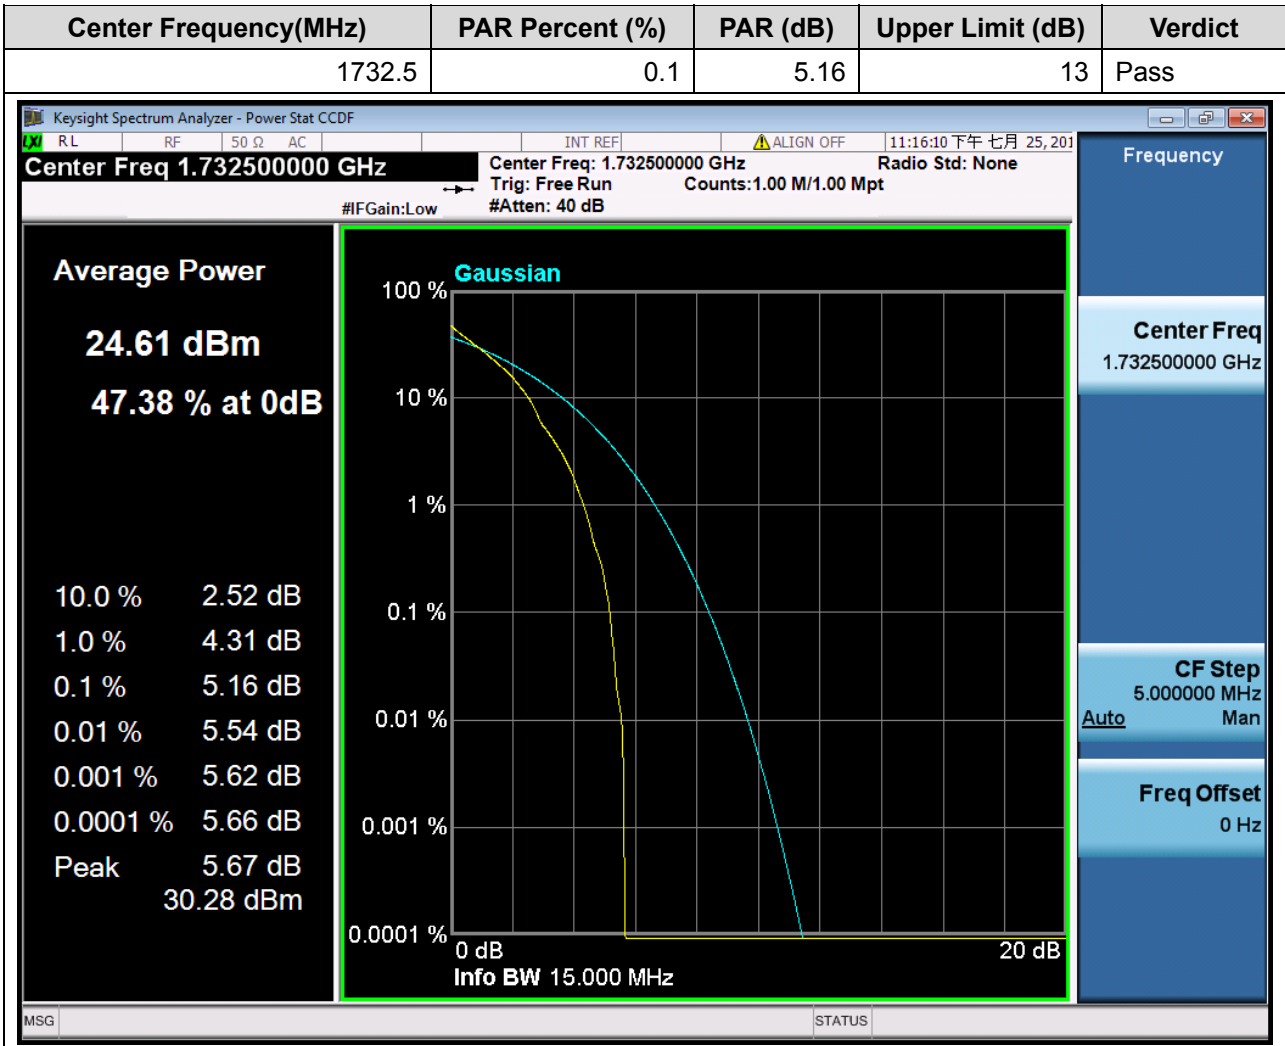 Center Frequency(MHz) PAR Percent (%) PAR (dB) Upper Limit (dB) Verdict
1732.5 0.1 5.16 13 Pass
Keysight Spectrum Analyzer - Power Stat CCDF
LXI RL RF 50 Ω AC INT REF ALIGN OFF 11:16:10 下午 七月 25, 201
Center Freq 1.732500000 GHz
Center Freq: 1.732500000 GHz Radio Std: None
Trig: Free Run Counts:1.00 M/1.00 Mpt
#IFGain:Low #Atten: 40 dB
Average Power
24.61 dBm
47.38 % at 0dB
10.0 % 2.52 dB
1.0 % 4.31 dB
0.1 % 5.16 dB
0.01 % 5.54 dB
0.001 % 5.62 dB
0.0001 % 5.66 dB
Peak 5.67 dB
30.28 dBm
Gaussian
100 %
10 %
1 %
0.1 %
0.01 %
0.001 %
0.0001 %
0 dB 20 dB
Info BW 15.000 MHz
Frequency
Center Freq
1.732500000 GHz
CF Step
5.000000 MHz
Auto Man
Freq Offset
0 Hz
MSG STATUS